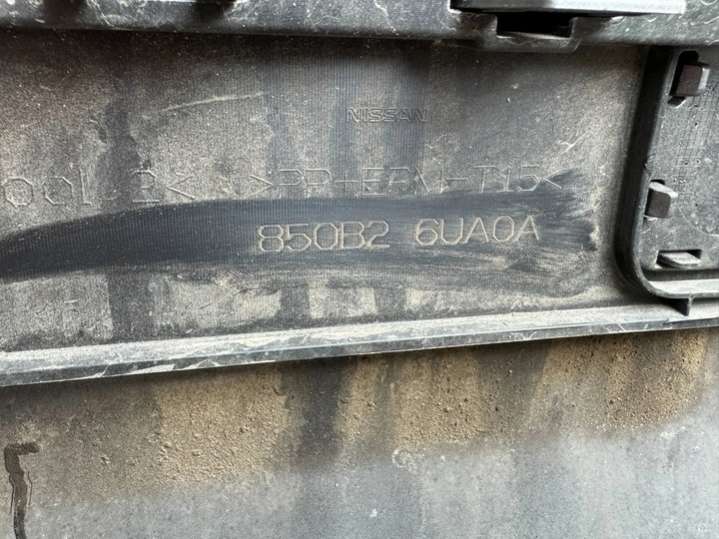 NISSAN
>PP+EPM-T15<
850B2 6UA0A